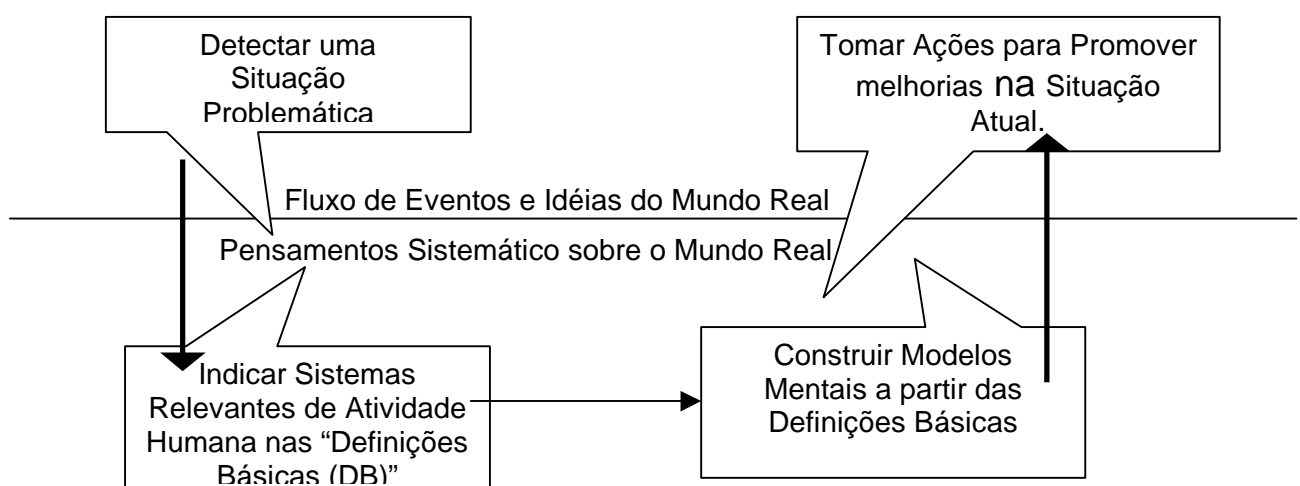 Detectar uma
Situação
Problemática
Tomar Ações para Promover
melhorias na Situação
Atual.
Fluxo de Eventos e Idéias do Mundo Real
Pensamentos Sistemático sobre o Mundo Real
Indicar Sistemas
Relevantes de Atividade
Humana nas “Definições
Básicas (DB)”
Construir Modelos
Mentais a partir das
Definições Básicas